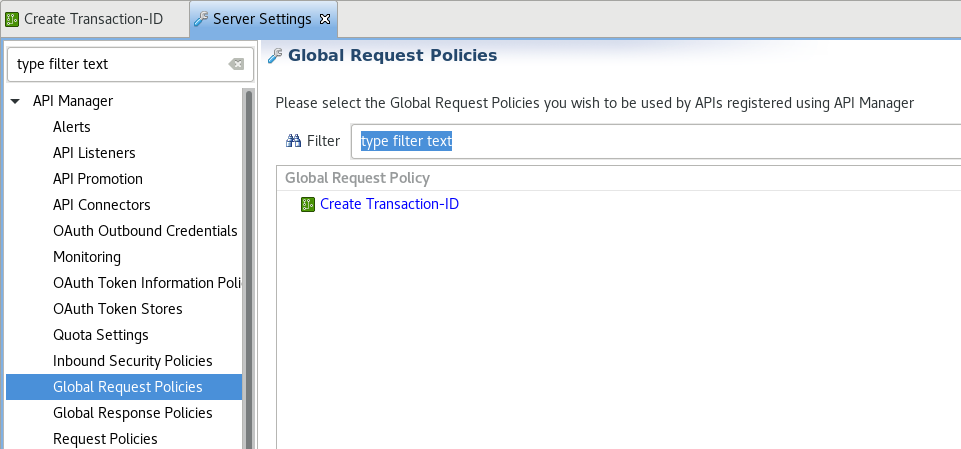 Create Transaction-ID
Server Settings
type filter text
API Manager
Alerts
API Listeners
API Promotion
API Connectors
OAuth Outbound Credentials
Monitoring
OAuth Token Information Poli
OAuth Token Stores
Quota Settings
Inbound Security Policies
Global Request Policies
Global Response Policies
Request Policies
Global Request Policies
Please select the Global Request Policies you wish to be used by APIs registered using API Manager
Filter type filter text
Global Request Policy
Create Transaction-ID